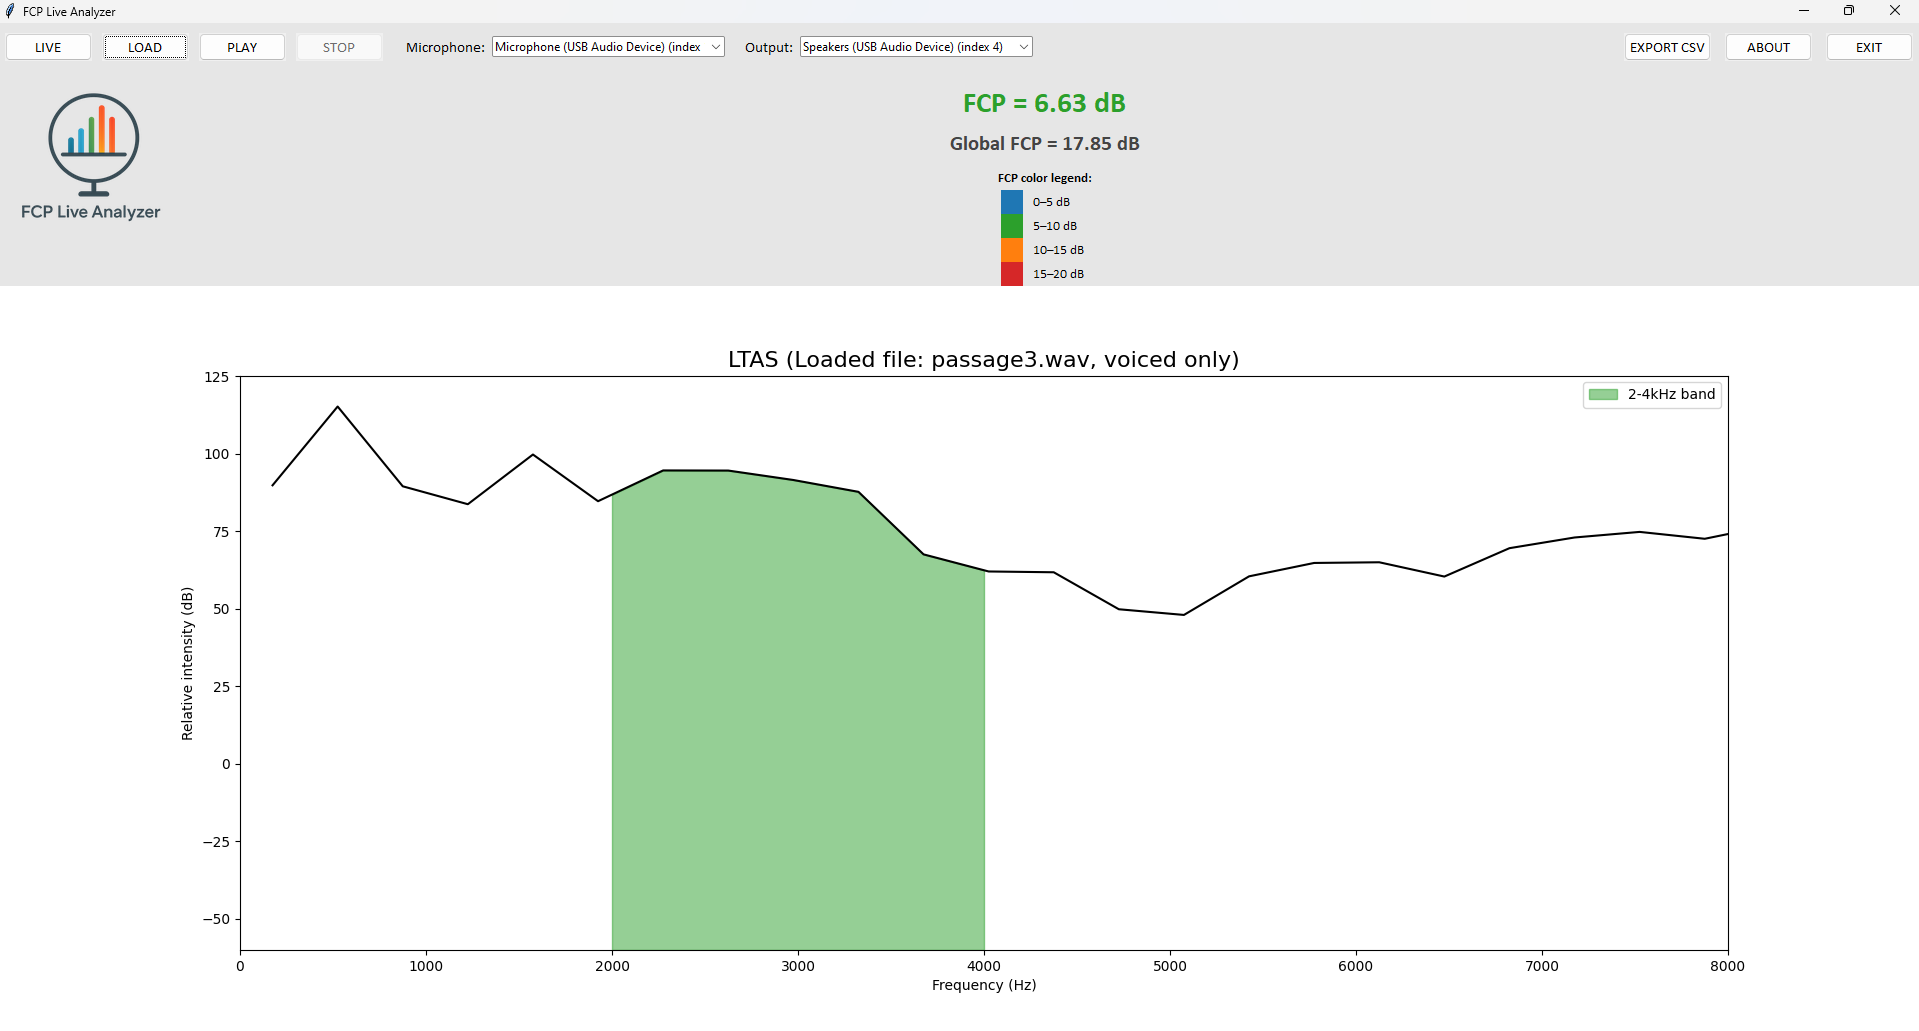 FCP Live Analyzer
LIVE LOAD PLAY STOP Microphone: Microphone (USB Audio Device) (index Output: Speakers (USB Audio Device) (index 4) EXPORT CSV ABOUT EXIT
FCP Live Analyzer
FCP = 6.63 dB
Global FCP = 17.85 dB
FCP color legend:
0–5 dB
5–10 dB
10–15 dB
15–20 dB
LTAS (Loaded file: passage3.wav, voiced only)
2-4kHz band
Relative intensity (dB)
125
100
75
50
25
0
−25
−50
0 1000 2000 3000 4000 5000 6000 7000 8000
Frequency (Hz)